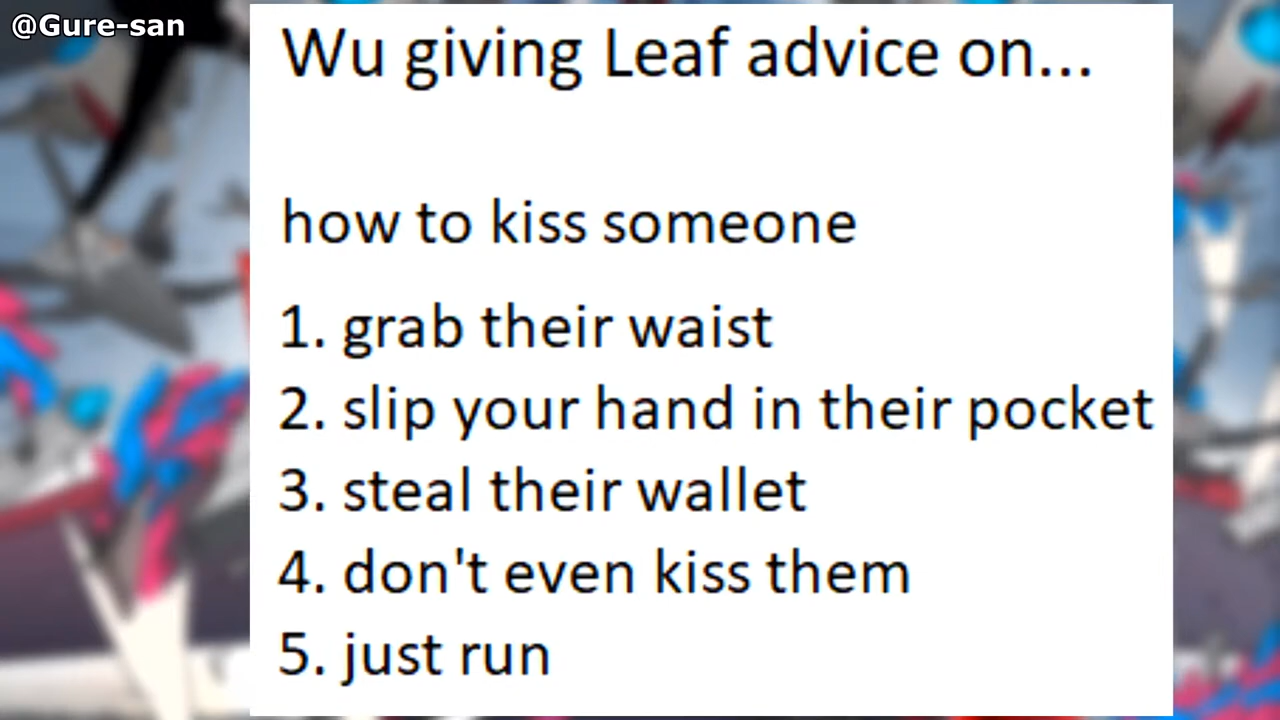 @Gure-san
Wu giving Leaf advice on...
how to kiss someone
1. grab their waist
2. slip your hand in their pocket
3. steal their wallet
4. don't even kiss them
5. just run